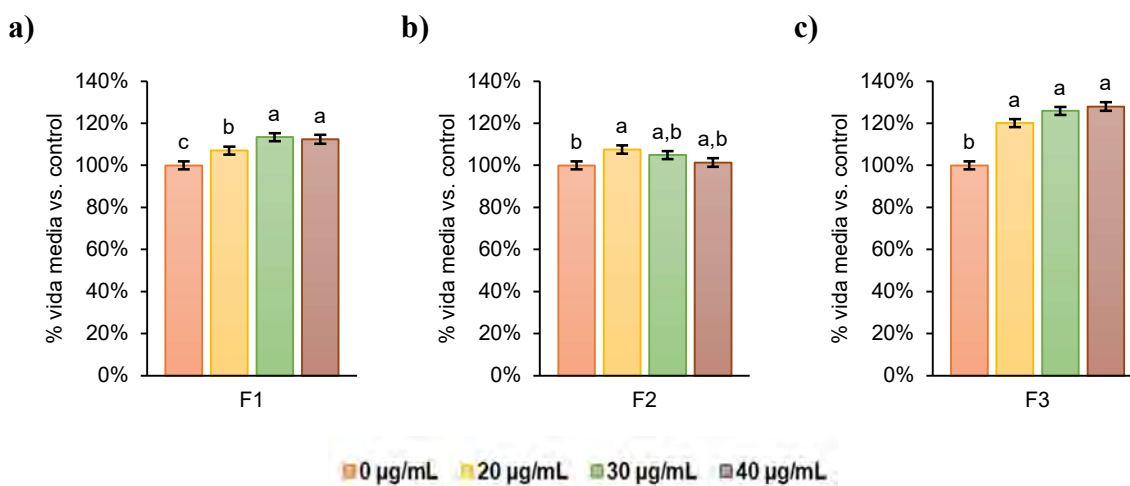 a)
% vida media vs. control
140%
120%
100%
80%
60%
40%
20%
0%
c
b
a
a
F1
b)
% vida media vs. control
140%
120%
100%
80%
60%
40%
20%
0%
b
a
a,b
a,b
F2
c)
% vida media vs. control
140%
120%
100%
80%
60%
40%
20%
0%
b
a
a
a
F3
0 µg/mL 20 µg/mL 30 µg/mL 40 µg/mL